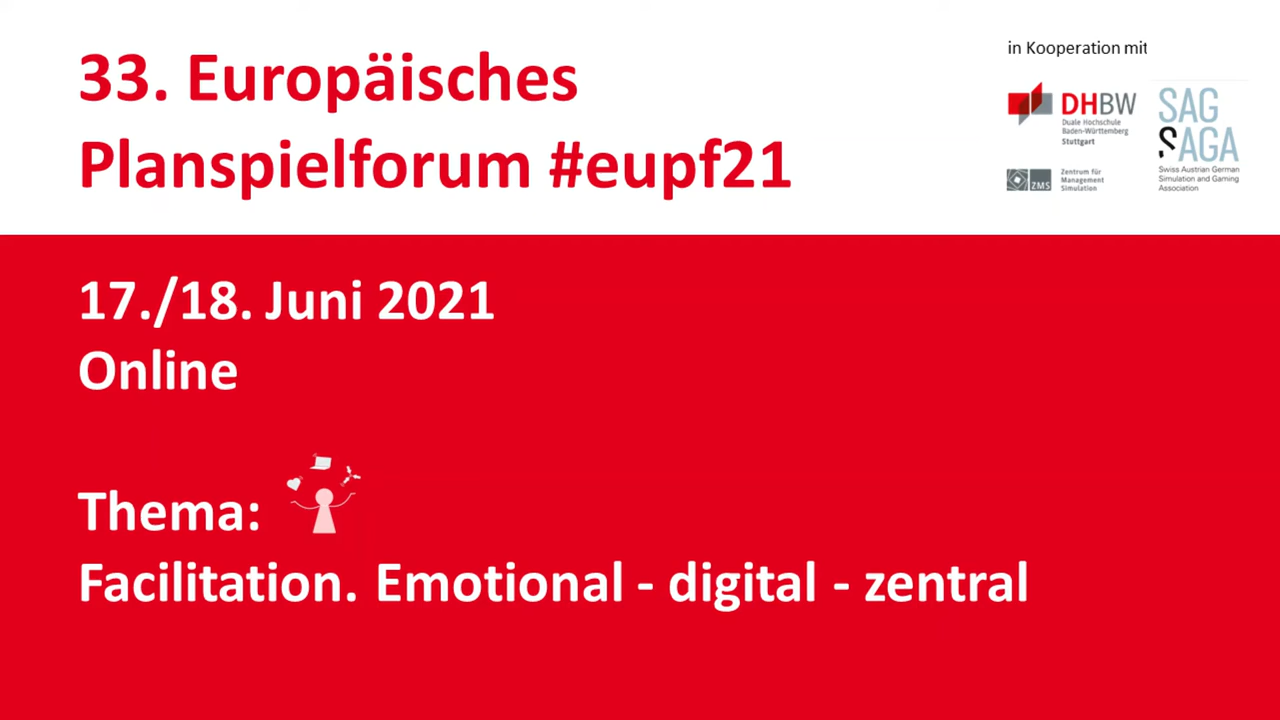 33. Europäisches
Planspielforum #eupf21
in Kooperation mit
DHBW
Duale Hochschule
Baden-Württemberg
Stuttgart
ZMS
Zentrum für
Management
Simulation
SAG
SAGA
Swiss Austrian German
Simulation and Gaming
Association
17./18. Juni 2021
Online
Thema:
Facilitation. Emotional - digital - zentral